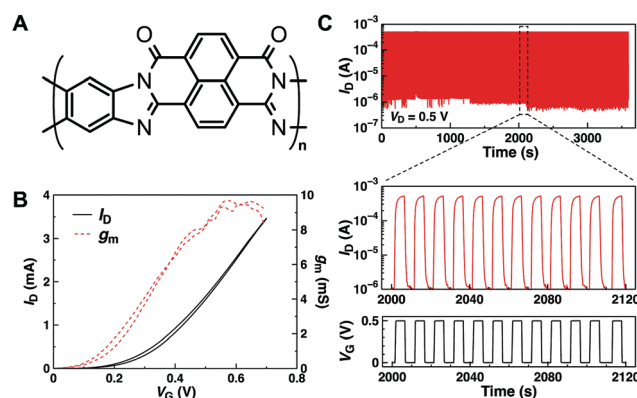 A
O
O
N
N
N
N
n
B
I_D
g_m
4
3
2
1
0
I_D (mA)
10
8
6
4
2
0
g_m (mS)
0
0.2
0.4
0.6
0.8
V_G (V)
C
10⁻³
10⁻⁴
10⁻⁵
10⁻⁶
10⁻⁷
I_D (A)
V_D = 0.5 V
0
1000
2000
3000
Time (s)
10⁻³
10⁻⁴
10⁻⁵
10⁻⁶
I_D (A)
2000
2040
2080
2120
0.5
0
V_G (V)
2000
2040
2080
2120
Time (s)